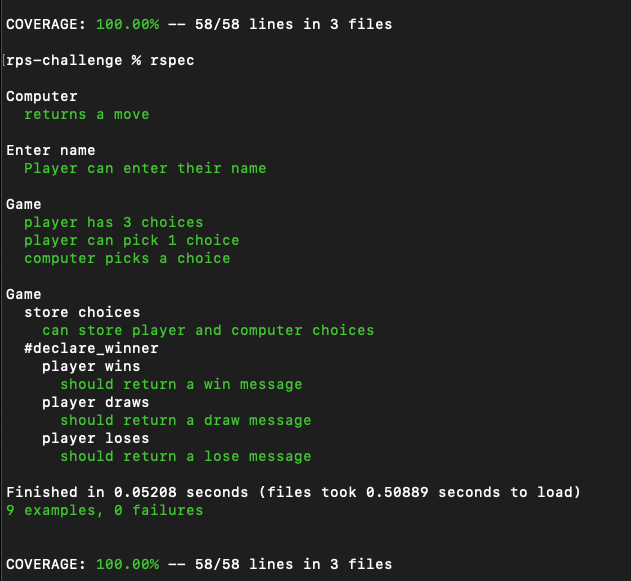 COVERAGE: 100.00% -- 58/58 lines in 3 files
[rps-challenge % rspec
Computer
returns a move
Enter name
Player can enter their name
Game
player has 3 choices
player can pick 1 choice
computer picks a choice
Game
store choices
can store player and computer choices
#declare_winner
player wins
should return a win message
player draws
should return a draw message
player loses
should return a lose message
Finished in 0.05208 seconds (files took 0.50889 seconds to load)
9 examples, 0 failures
COVERAGE: 100.00% -- 58/58 lines in 3 files